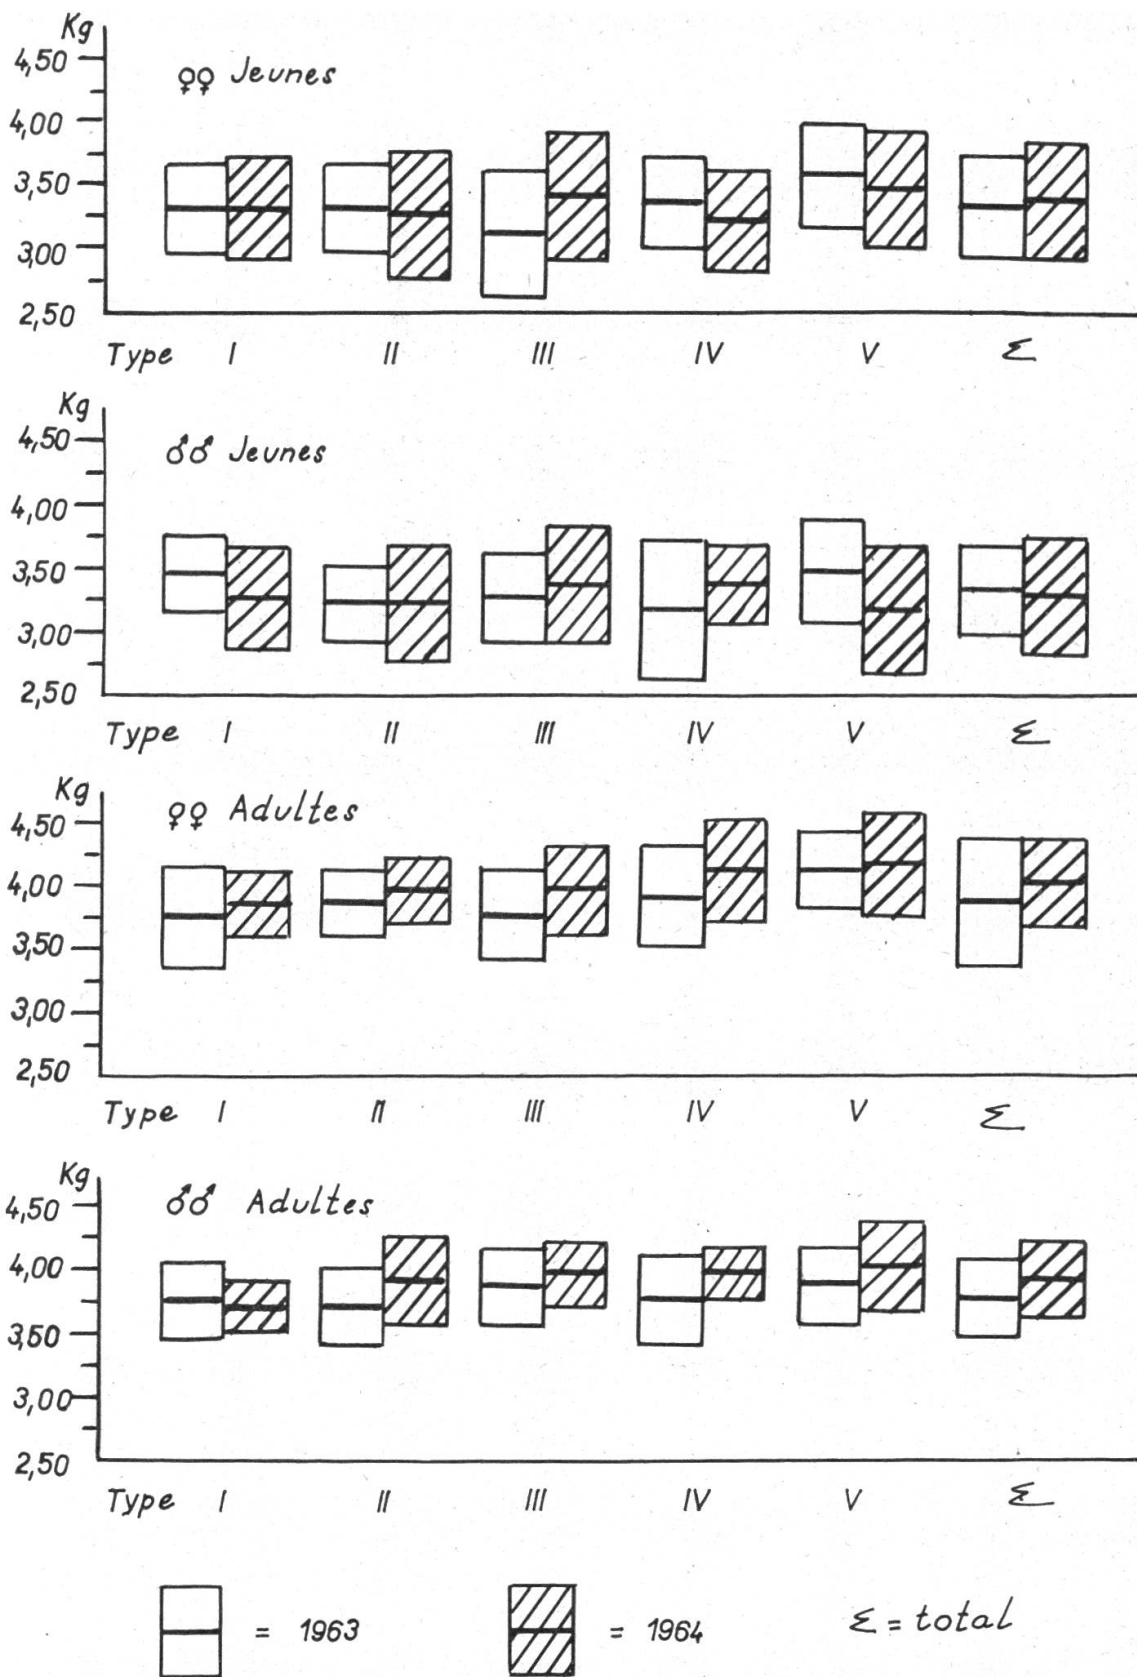 Kg
4,50
♀♀ Jeunes
4,00
3,50
3,00
2,50
Type I II III IV V Σ
Kg
4,50
♂♂ Jeunes
4,00
3,50
3,00
2,50
Type I II III IV V Σ
Kg
4,50
♀♀ Adultes
4,00
3,50
3,00
2,50
Type I II III IV V Σ
Kg
4,50
♂♂ Adultes
4,00
3,50
3,00
2,50
Type I II III IV V Σ
= 1963 = 1964 Σ = total